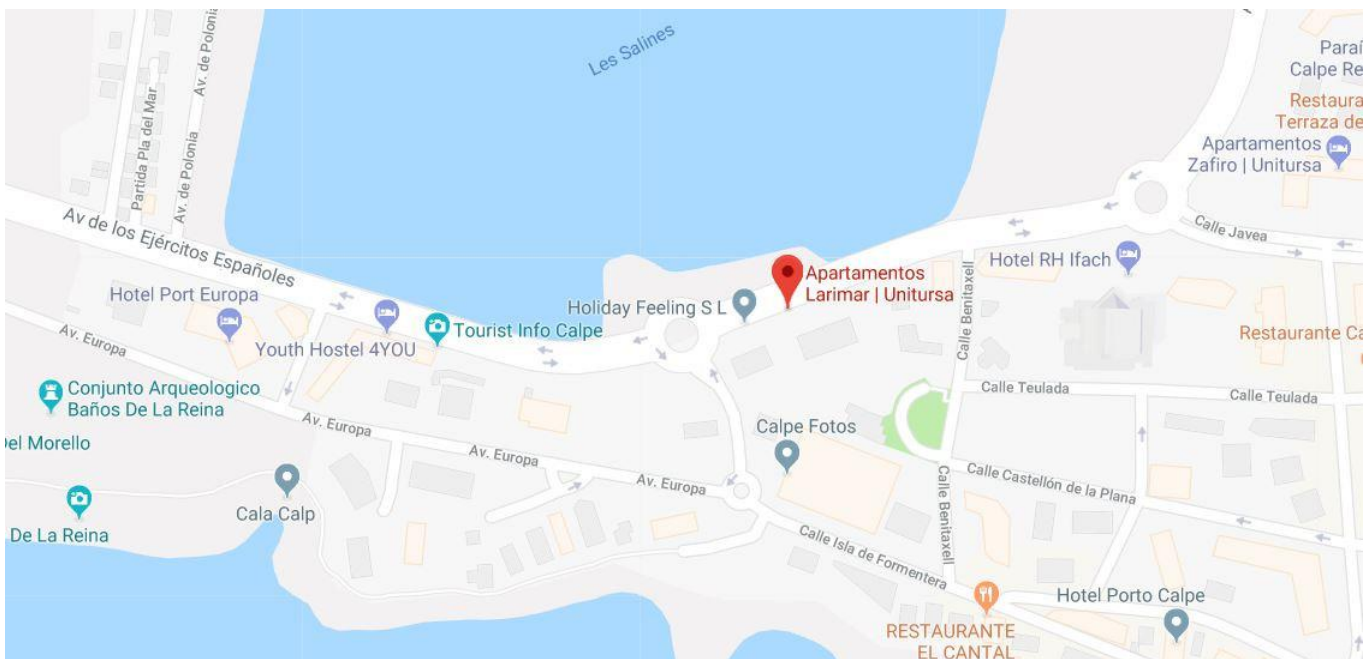 Les Salines
Av. de Polonia
Partida Pla del Mar
Av. de Polonia
Calpe Re
Terraza de
Apartamentos
Zafiro | Unitursa
Calle Javea
Av de los Ejércitos Españoles
Hotel RH Ifach
Apartamentos
Larimar | Unitursa
Holiday Feeling S L
Hotel Port Europa
Tourist Info Calpe
Youth Hostel 4YOU
Av. Europa
Calle Benitaxell
Restaurante Ca
Conjunto Arqueologico
Baños De La Reina
Calle Teulada
Calle Teulada
Del Morello
Av. Europa
Calpe Fotos
Av. Europa
Calle Castellón de la Plana
Av. Europa
Calle Benitaxell
Cala Calp
De La Reina
Calle Isla de Formentera
Hotel Porto Calpe
RESTAURANTE
EL CANTAL